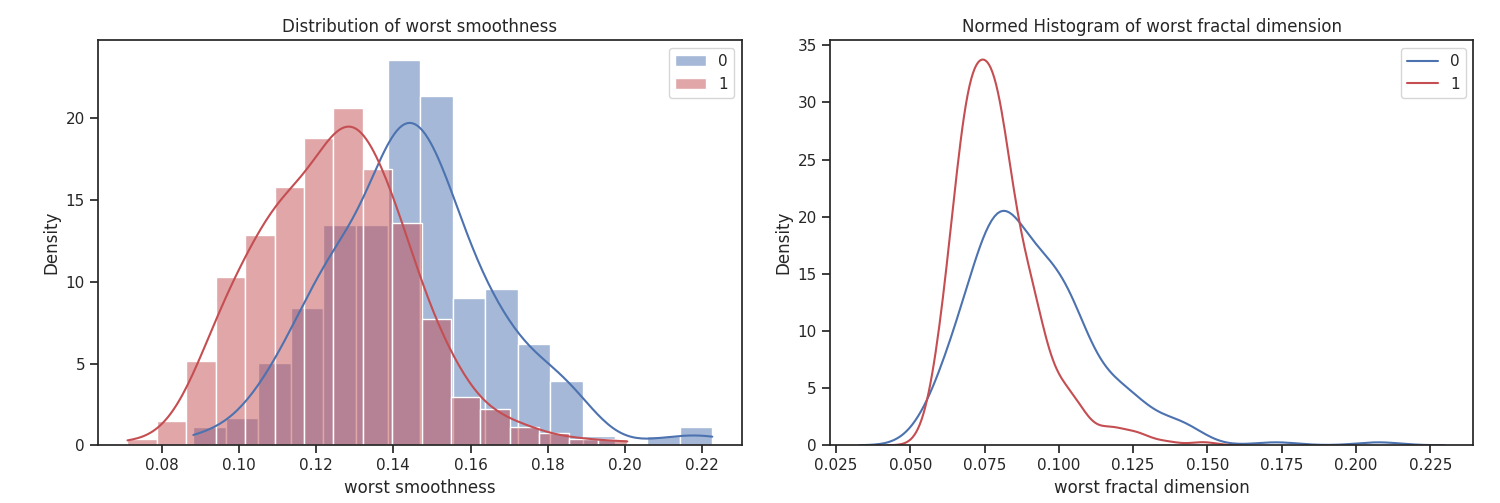 Distribution of worst smoothness
0
1
20
15
10
5
0
Density
0.08 0.10 0.12 0.14 0.16 0.18 0.20 0.22
worst smoothness
Normed Histogram of worst fractal dimension
0
1
35
30
25
20
15
10
5
0
Density
0.025 0.050 0.075 0.100 0.125 0.150 0.175 0.200 0.225
worst fractal dimension